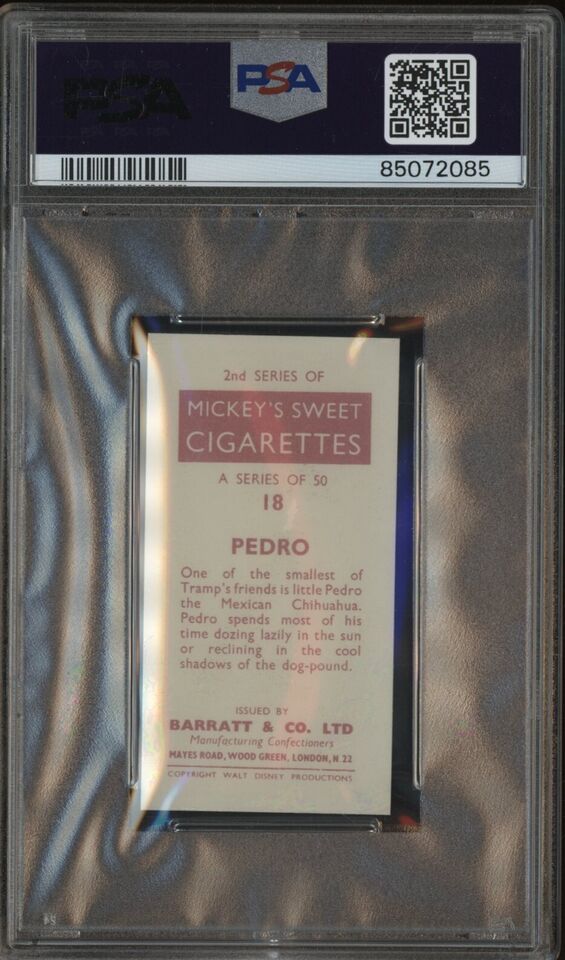 PSA
PSA
85072085
2nd SERIES OF
MICKEY'S SWEET
CIGARETTES
A SERIES OF 50
18
PEDRO
One of the smallest of
Tramp's friends is little Pedro
the Mexican Chihuahua.
Pedro spends most of his
time dozing lazily in the sun
or reclining in the cool
shadows of the dog-pound.
ISSUED BY
BARRATT & CO. LTD
Manufacturing Confectioners
MAYES ROAD, WOOD GREEN, LONDON, N.22
COPYRIGHT WALT DISNEY PRODUCTIONS